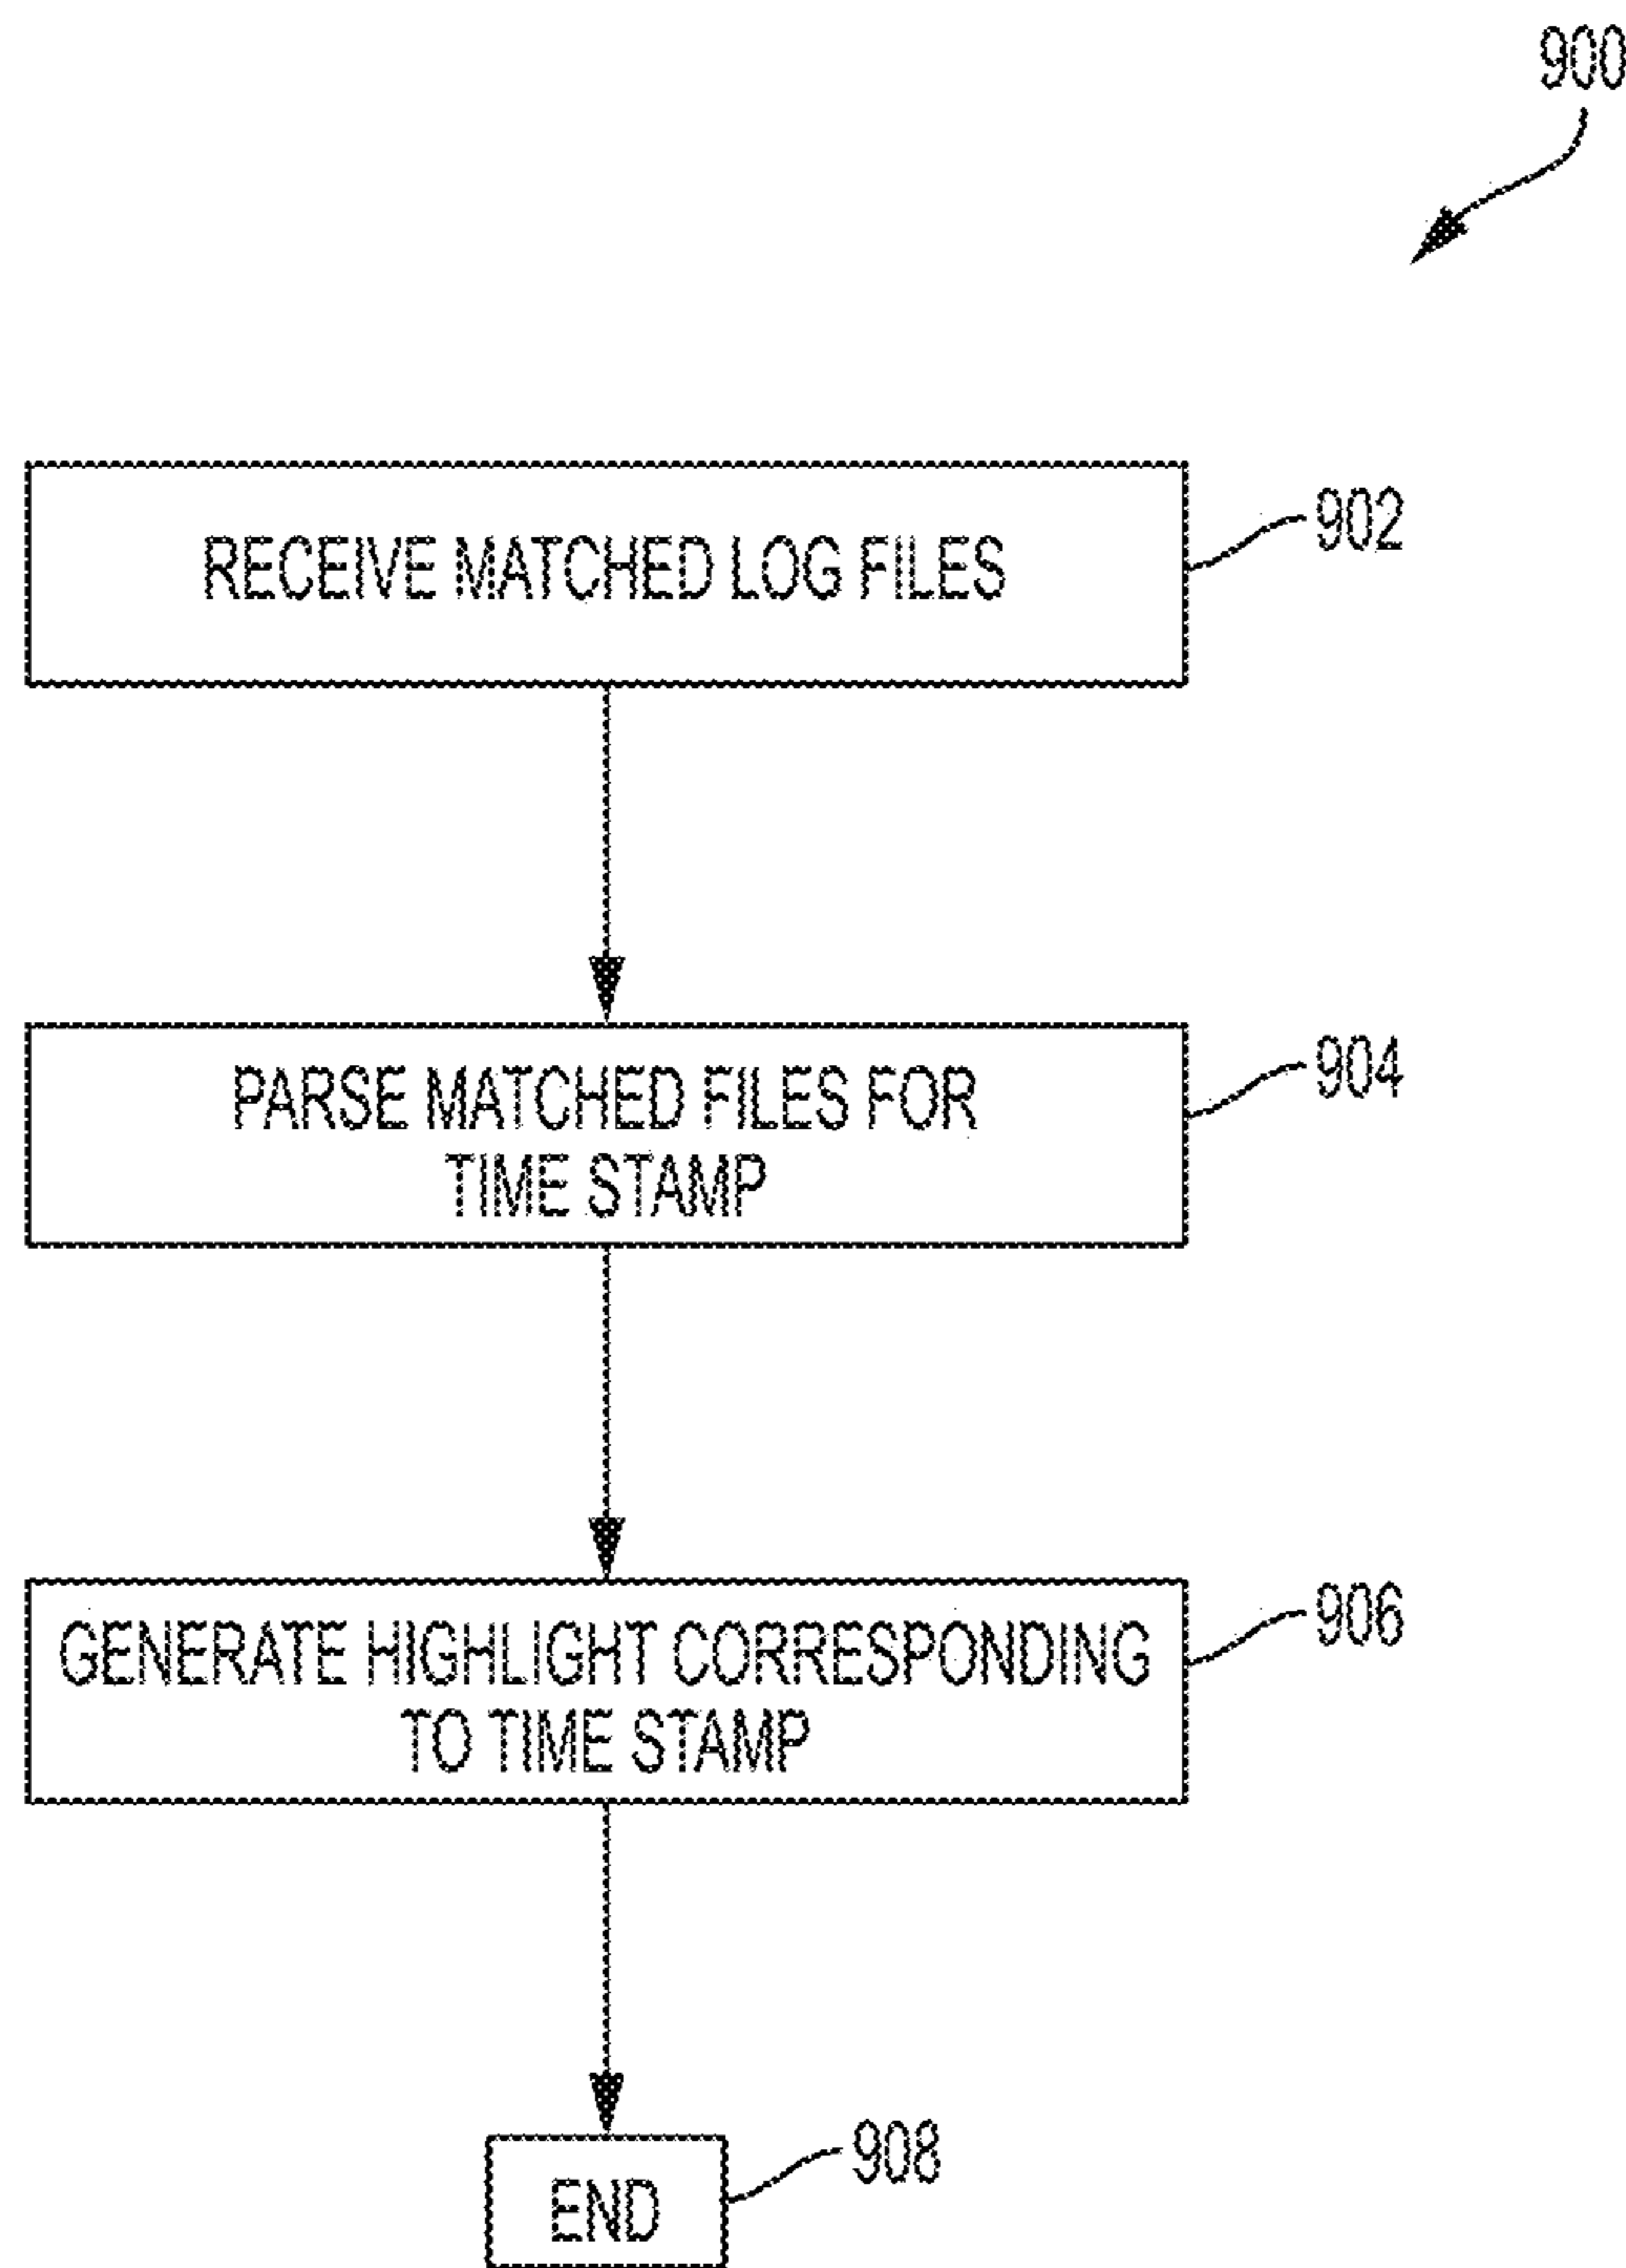 900
RECEIVE MATCHED LOG FILES
902
PARSE MATCHED FILES FOR
TIME STAMP
904
GENERATE HIGHLIGHT CORRESPONDING
TO TIME STAMP
906
END
908